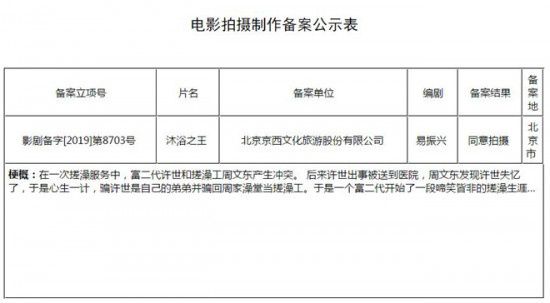 电影拍摄制作备案公示表
备案立项号 片名 备案单位 编剧 备案结果 备案地
影剧备字[2019]第8703号 沐浴之王 北京京西文化旅游股份有限公司 易振兴 同意拍摄 北京市
梗概：在一次搓澡服务中，富二代许世和搓澡工周文东产生冲突。 后来许世出事被送到医院，周文东发现许世失忆
了，于是心生一计，骗许世是自己的弟弟并骗回周家澡堂当搓澡工。于是一个富二代开始了一段啼笑皆非的搓澡生涯...